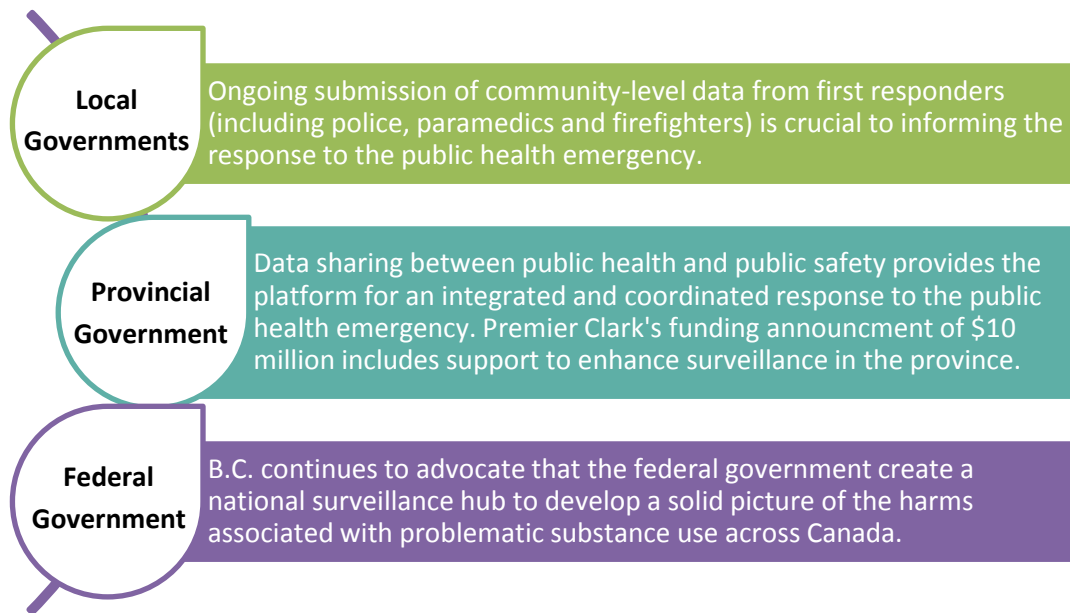 Local
Governments
Ongoing submission of community-level data from first responders
(including police, paramedics and firefighters) is crucial to informing the
response to the public health emergency.
Provincial
Government
Data sharing between public health and public safety provides the
platform for an integrated and coordinated response to the public
health emergency. Premier Clark's funding announcment of $10
million includes support to enhance surveillance in the province.
Federal
Government
B.C. continues to advocate that the federal government create a
national surveillance hub to develop a solid picture of the harms
associated with problematic substance use across Canada.